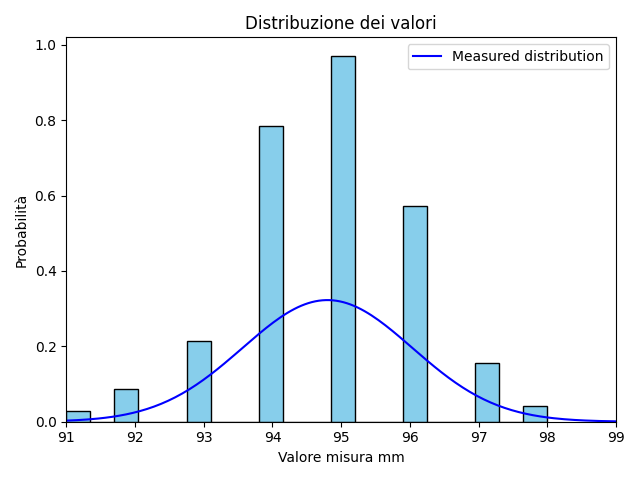 Distribuzione dei valori
Measured distribution
Probabilità
1.0
0.8
0.6
0.4
0.2
0.0
91 92 93 94 95 96 97 98 99
Valore misura mm